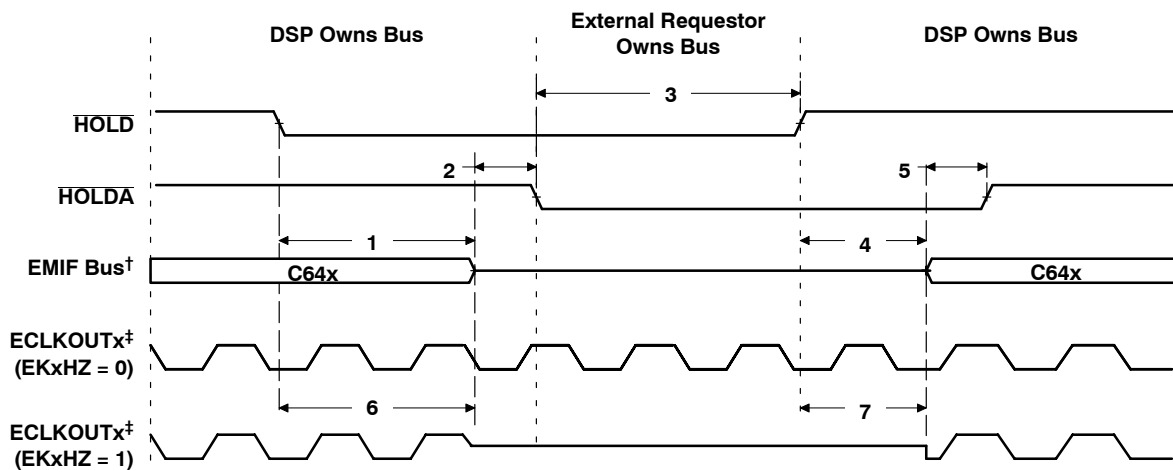 DSP Owns Bus
External Requestor
Owns Bus
DSP Owns Bus
3
HOLD
2
5
HOLDA
1
4
EMIF Bus†
C64x
C64x
ECLKOUTx‡
(EKxHZ = 0)
6
7
ECLKOUTx‡
(EKxHZ = 1)